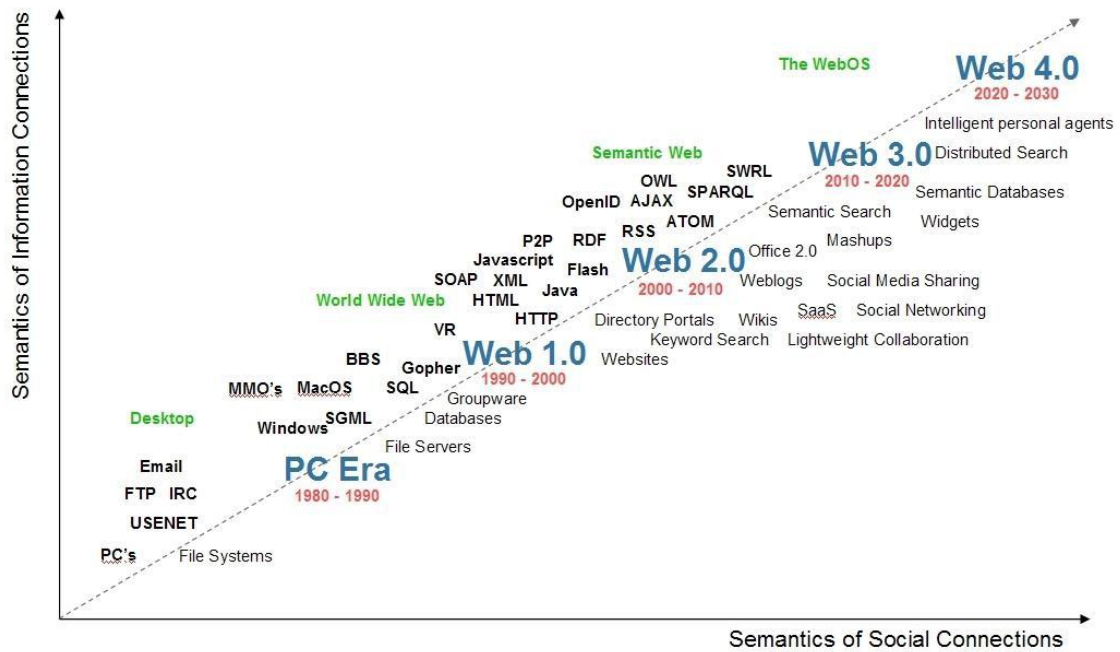 Semantics of Information Connections
The WebOS
Web 4.0
2020 - 2030
Intelligent personal agents
Semantic Web
Web 3.0
Distributed Search
2010 - 2020
SWRL
OWL
SPARQL
Semantic Databases
OpenID
AJAX
Semantic Search
ATOM
Widgets
RSS
P2P
RDF
Mashups
Office 2.0
Javascript
Web 2.0
Flash
2000 - 2010
SOAP
XML
Weblogs
Social Media Sharing
Java
World Wide Web
HTML
SaaS
Social Networking
HTTP
Directory Portals
Wikis
VR
Keyword Search
Lightweight Collaboration
Web 1.0
Websites
1990 - 2000
BBS
Gopher
MMO's
MacOS
SQL
Groupware
Desktop
SGML
Databases
Windows
File Servers
PC Era
1980 - 1990
Email
FTP
IRC
USENET
PC's
File Systems
Semantics of Social Connections